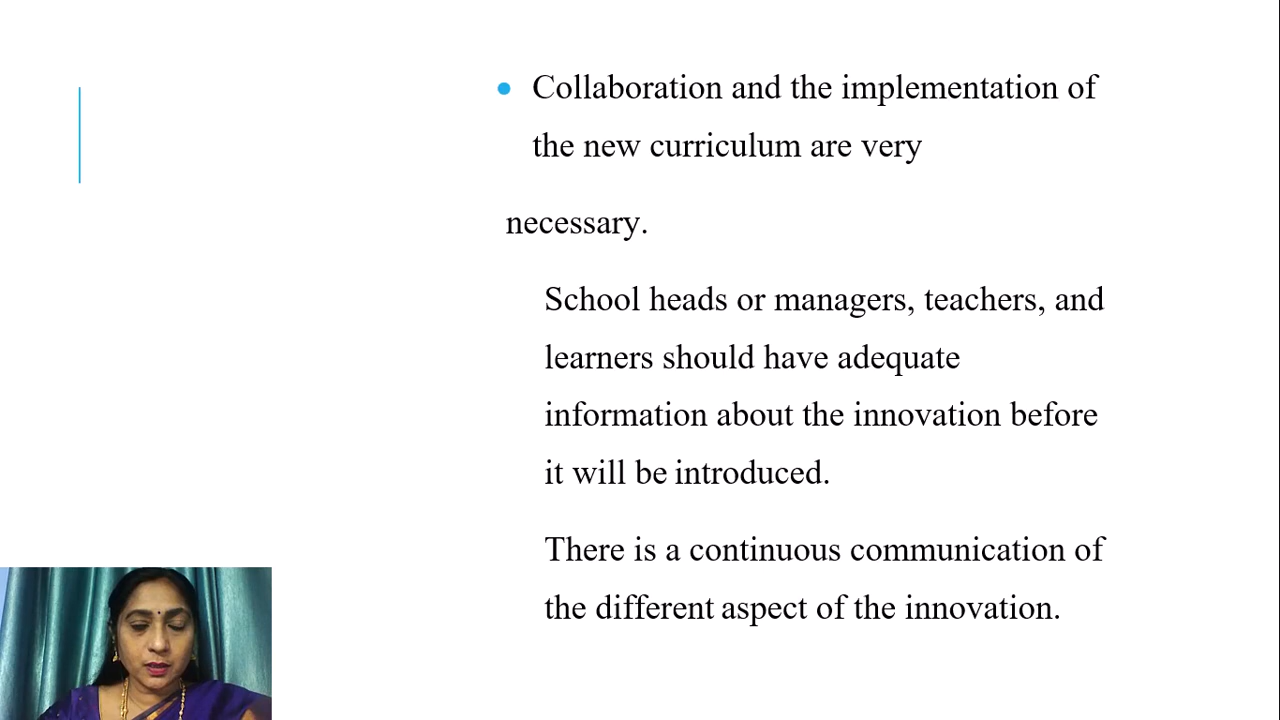 Collaboration and the implementation of
the new curriculum are very
necessary.
School heads or managers, teachers, and
learners should have adequate
information about the innovation before
it will be introduced.
There is a continuous communication of
the different aspect of the innovation.